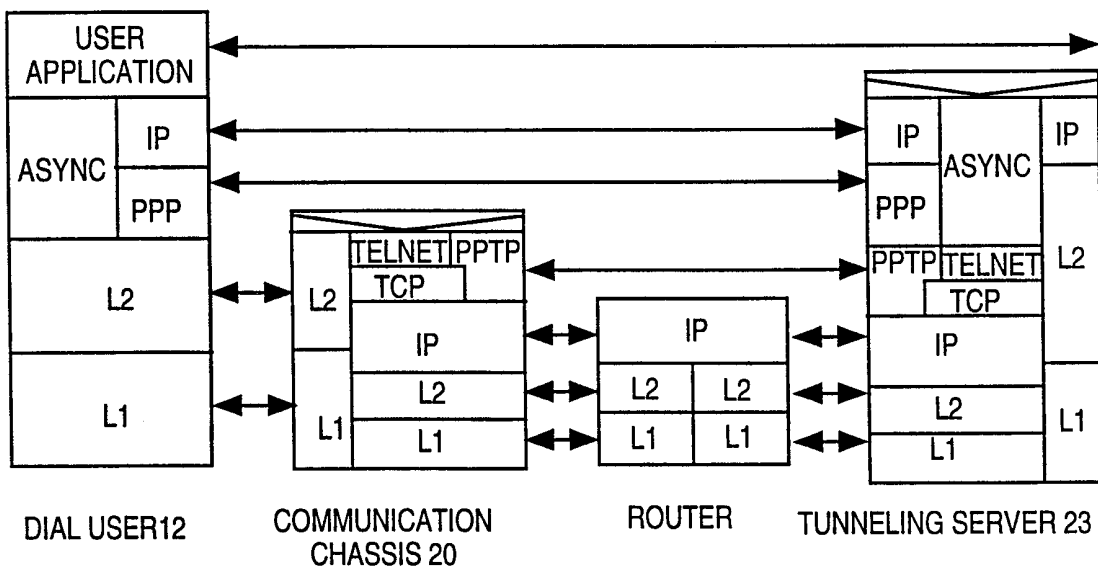 USER
APPLICATION
ASYNC
IP
PPP
L2
L1
L2
L1
TELNET
PPTP
TCP
IP
L2
L1
IP
L2
L2
L1
L1
IP
ASYNC
IP
PPP
PPTP
TELNET
TCP
L2
IP
L2
L1
L1
DIAL USER12
COMMUNICATION
CHASSIS 20
ROUTER
TUNNELING SERVER 23